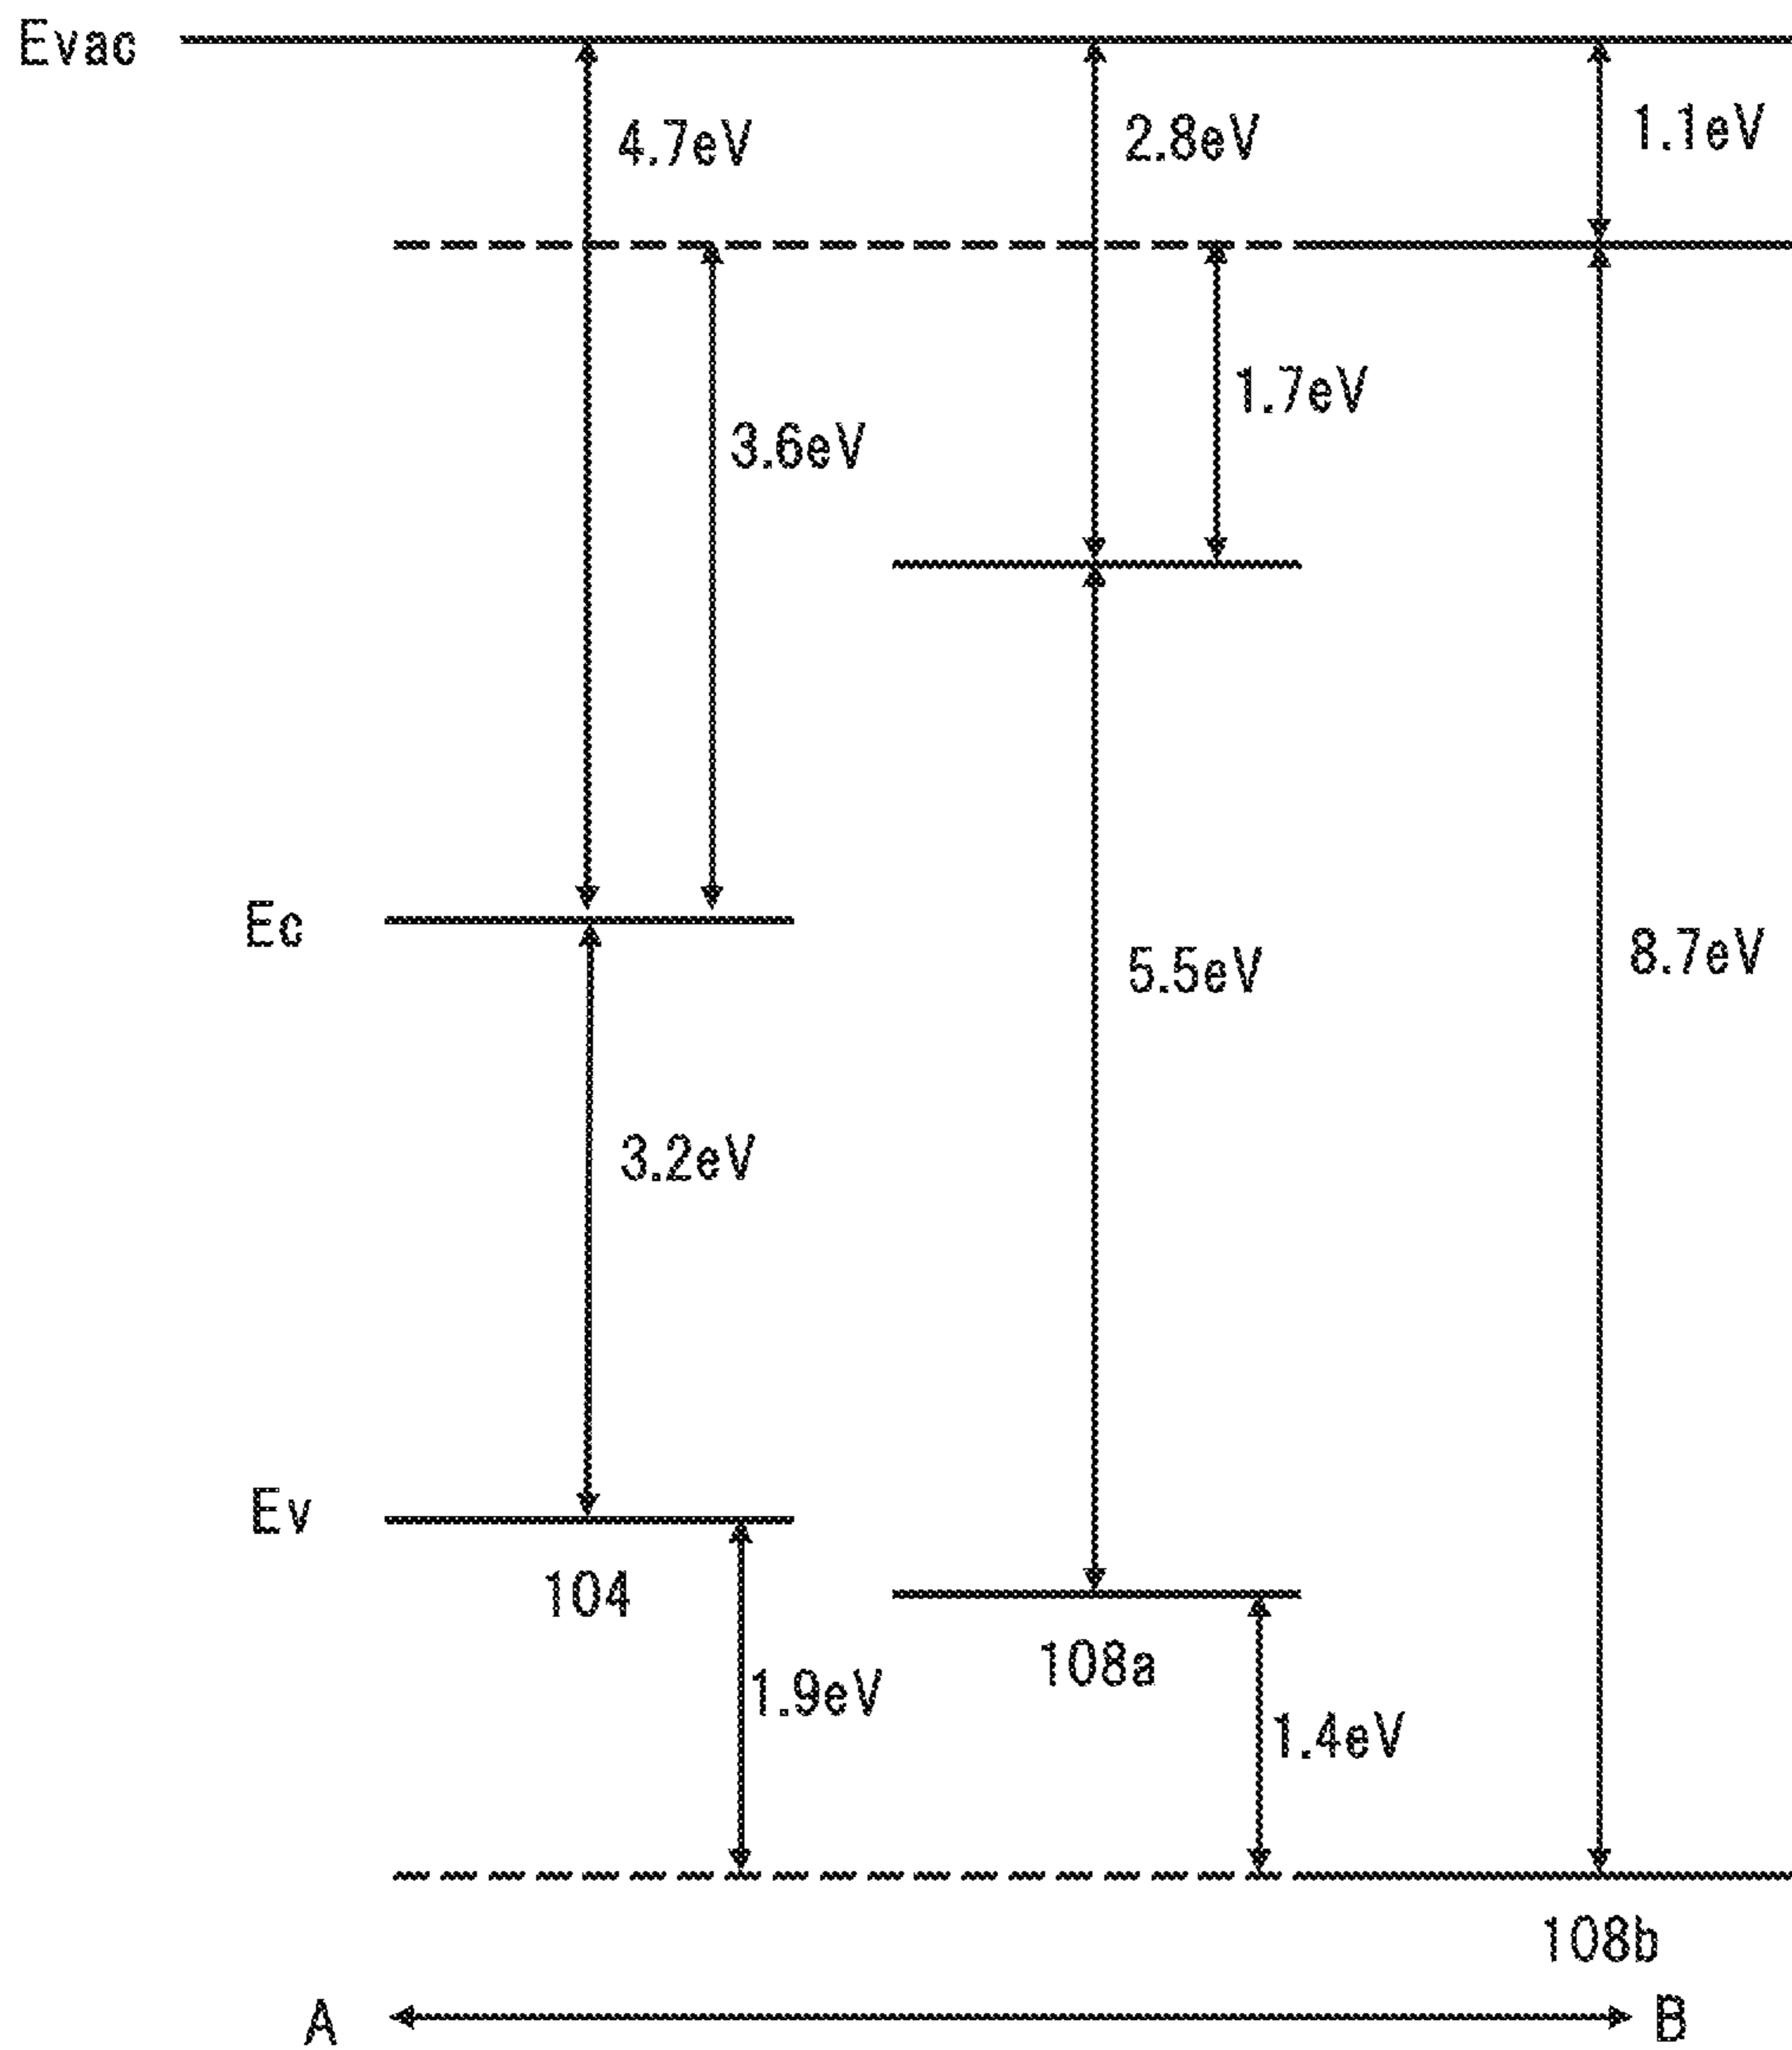 Evac
4.7eV
2.8eV
1.1eV
1.7eV
3.6eV
Ec
5.5eV
8.7eV
3.2eV
Ev
104
108a
1.9eV
1.4eV
108b
A
B